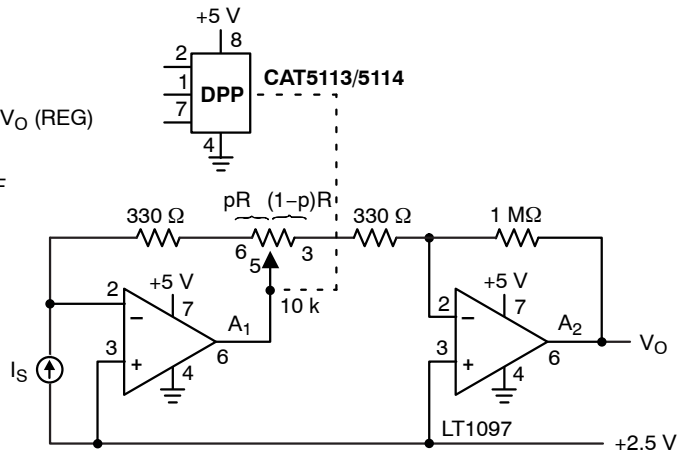 +5 V
8
2
CAT5113/5114
1
DPP
7
V_O (REG)
4
F
pR (1−p)R
330 Ω
330 Ω
1 MΩ
6
3
5
+5 V
10 k
+5 V
2
7
A1
2
7
A2
−
−
3
6
3
6
V_O
+
+
I_S
4
4
LT1097
+2.5 V